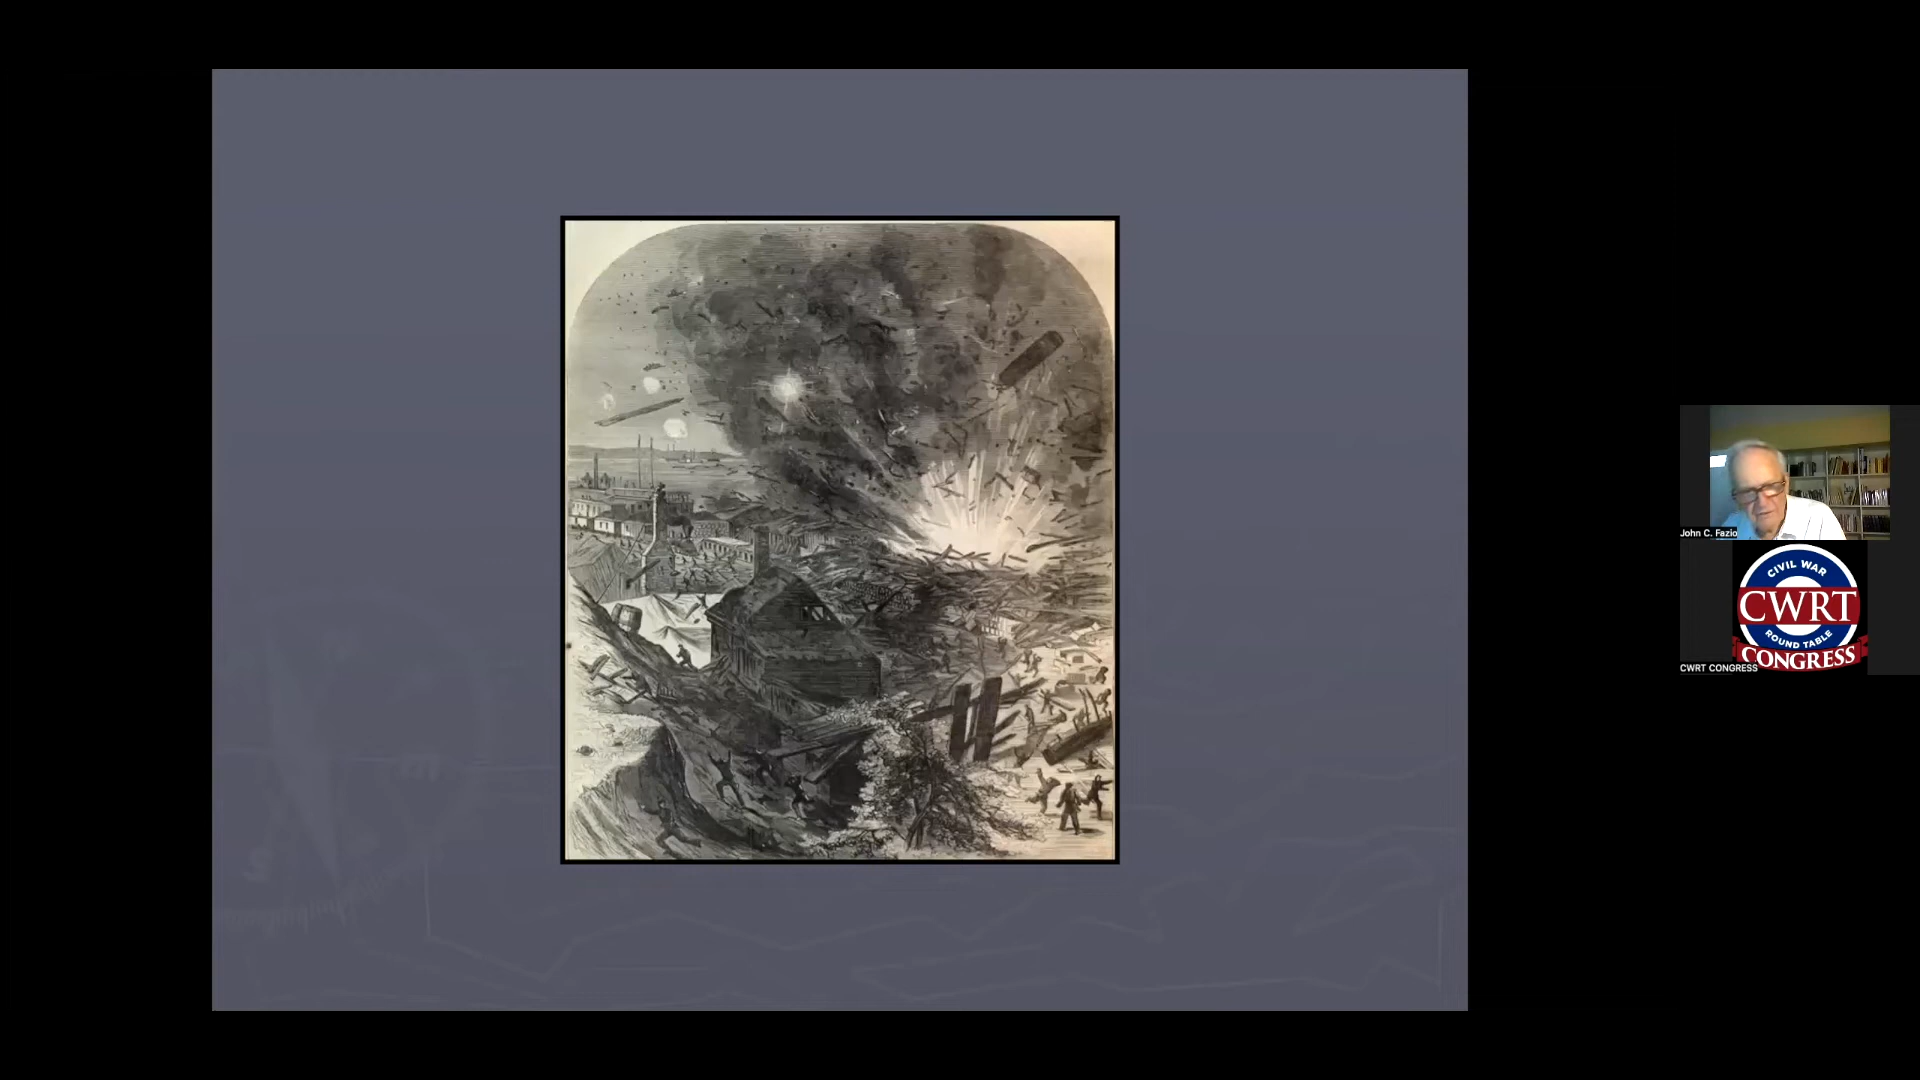 John C. Fazio
CIVIL WAR
CWRT
ROUND TABLE
CONGRESS
CWRT CONGRESS